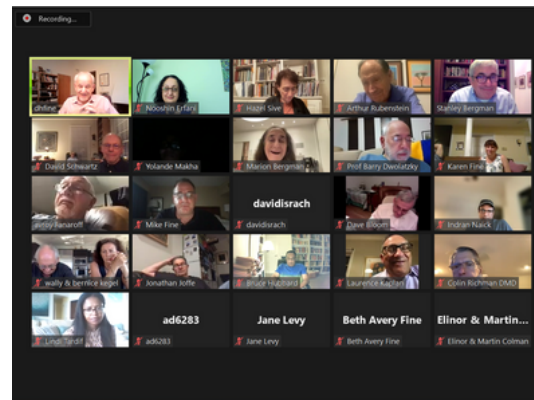 Recording...
dhfine
Nooshin Erfani
Hazel Sive
Arthur Rubenstein
Stanley Bergman
David Schwartz
Yolande Makha
Marion Bergman
Prof Barry Dwolatzky
Karen Fine
Fanaroff
Mike Fine
davidisrach
davidisrach
Dave Bloom
Indran Naick
wally & bernice kegel
Jonathan Joffe
Bruce Hubbard
Laurence Kaplan
Colin Richman DMD
Lindi Tardif
ad6283
ad6283
Jane Levy
Jane Levy
Beth Avery Fine
Beth Avery Fine
Elinor & Martin...
Elinor & Martin Colman